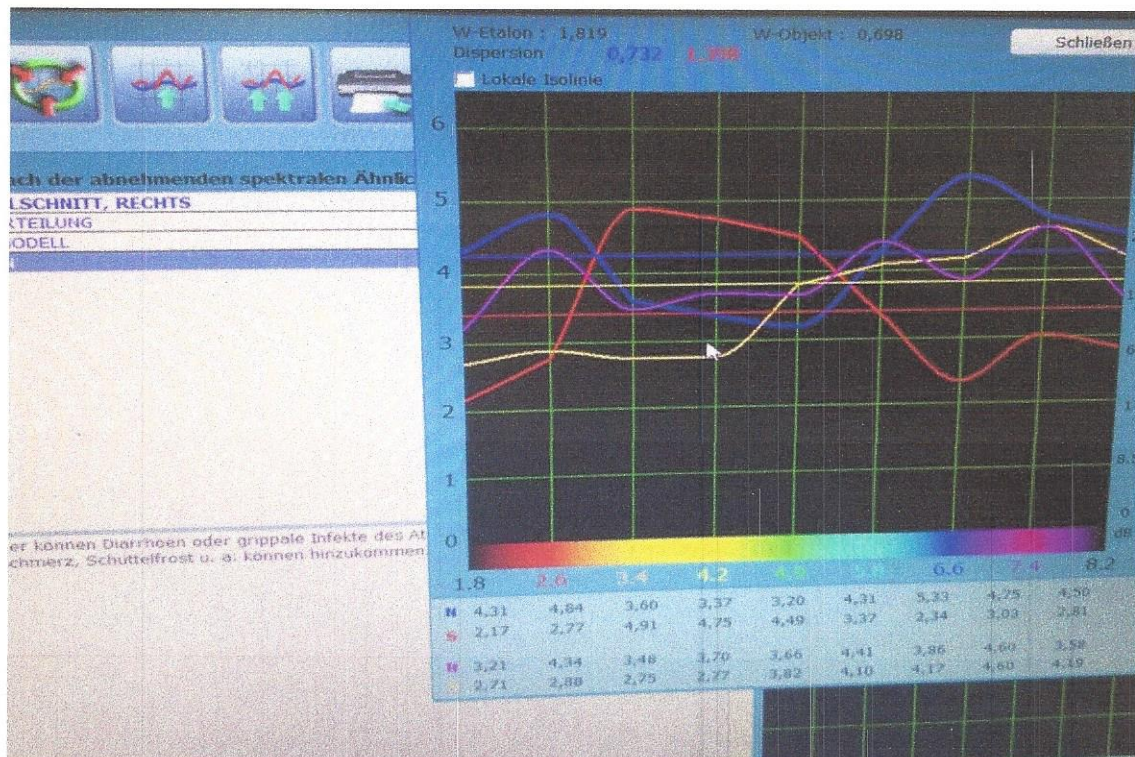 W-Etalon : 1,819 W-Objekt : 0,698
Schließen
Dispersion 0,732
Lokale Isolinie
ach der abnehmenden spektralen Ähnlic
LSCHNITT, RECHTS
RTEILUNG
ODELL
er können Diarrhoen oder grippale Infekte des At
chmerz, Schüttelfrost u. a. können hinzukommen.
6
5
4
3
2
1
0
8.5
0
dB
1.8 2.6 3.4 4.2 6.6 7.4 8.2
N 4,31 4,84 3,60 3,37 3,20 4,31 5,33 4,75 4,50
S 2,17 2,77 4,91 4,75 4,49 3,37 2,34 3,03 2,81
N 3,21 4,34 3,48 3,70 3,66 4,41 3,86 4,60 3,58
2,71 2,88 2,75 2,77 3,82 4,10 4,17 4,60 4,19